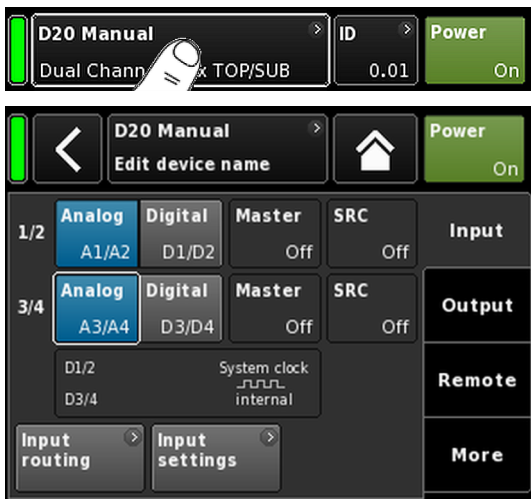 D20 Manual
ID
Power
Dual Chann x TOP/SUB
0.01
On
D20 Manual
Edit device name
Power
On
1/2
Analog
A1/A2
Digital
D1/D2
Master
Off
SRC
Off
Input
3/4
Analog
A3/A4
Digital
D3/D4
Master
Off
SRC
Off
Output
D1/2
D3/4
System clock
internal
Remote
Input
routing
Input
settings
More